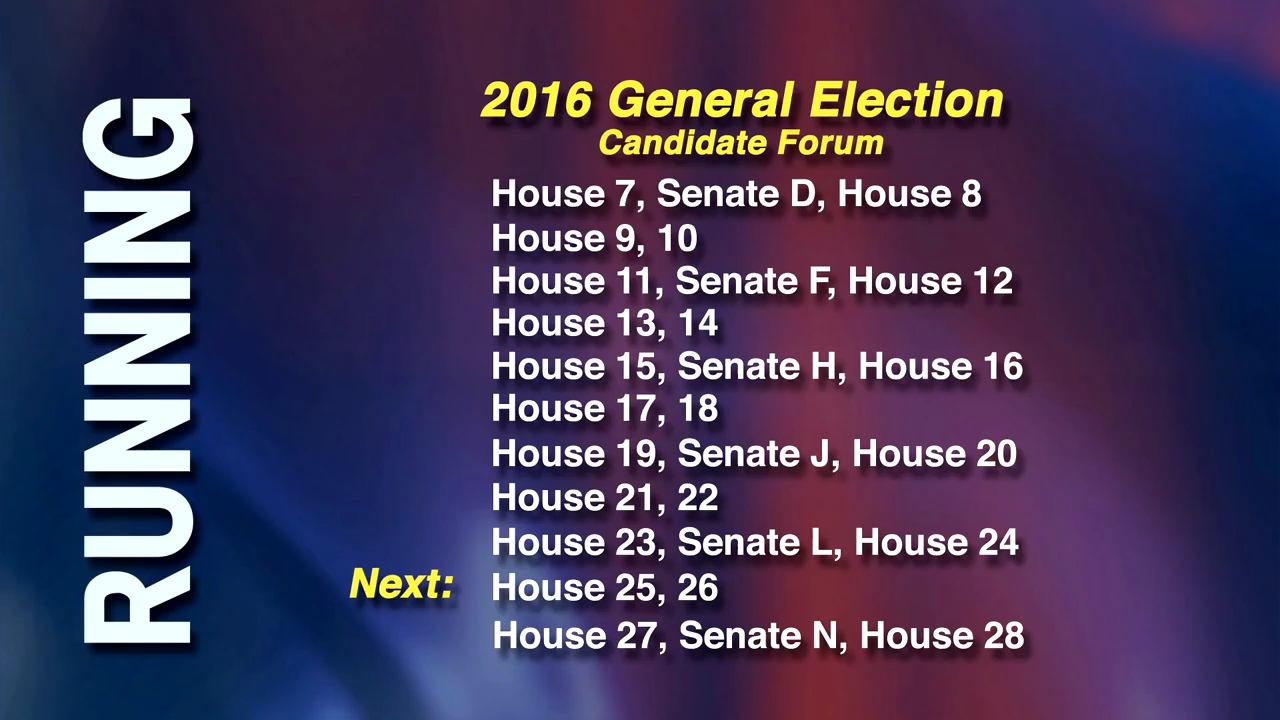 RUNNING
2016 General Election
Candidate Forum
House 7, Senate D, House 8
House 9, 10
House 11, Senate F, House 12
House 13, 14
House 15, Senate H, House 16
House 17, 18
House 19, Senate J, House 20
House 21, 22
House 23, Senate L, House 24
Next: House 25, 26
House 27, Senate N, House 28